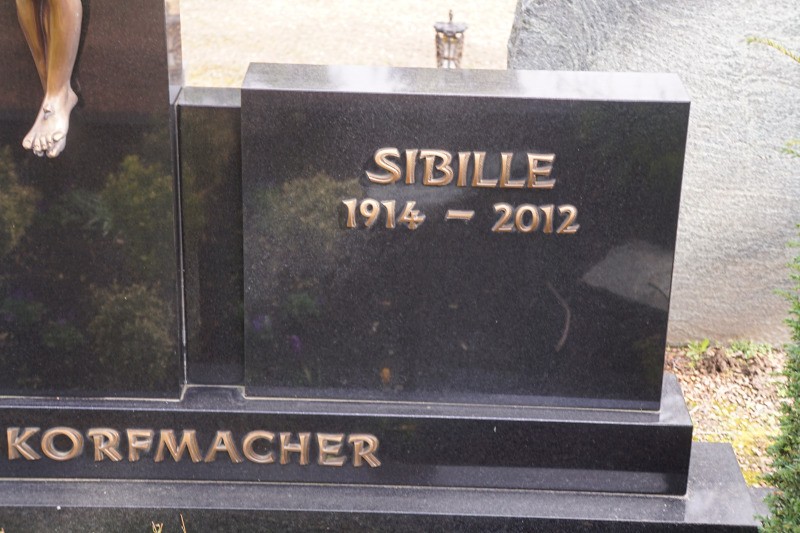 SIBILLE
1914 – 2012
KORFMACHER